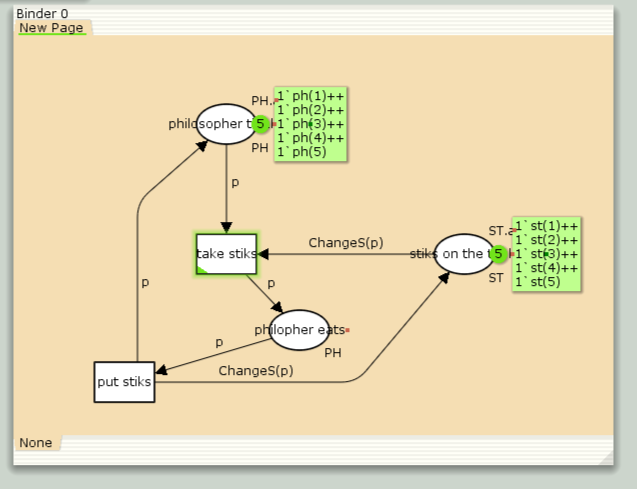 Binder 0
New Page
PH.
1`ph(1)++
1`ph(2)++
philosopher t
5
1`ph(3)++
1`ph(4)++
PH
1`ph(5)
p
ST.
1`st(1)++
1`st(2)++
take stiks
ChangeS(p)
stiks on the t
5
1`st(3)++
1`st(4)++
ST
1`st(5)
p
p
philopher eats
p
PH
ChangeS(p)
put stiks
None